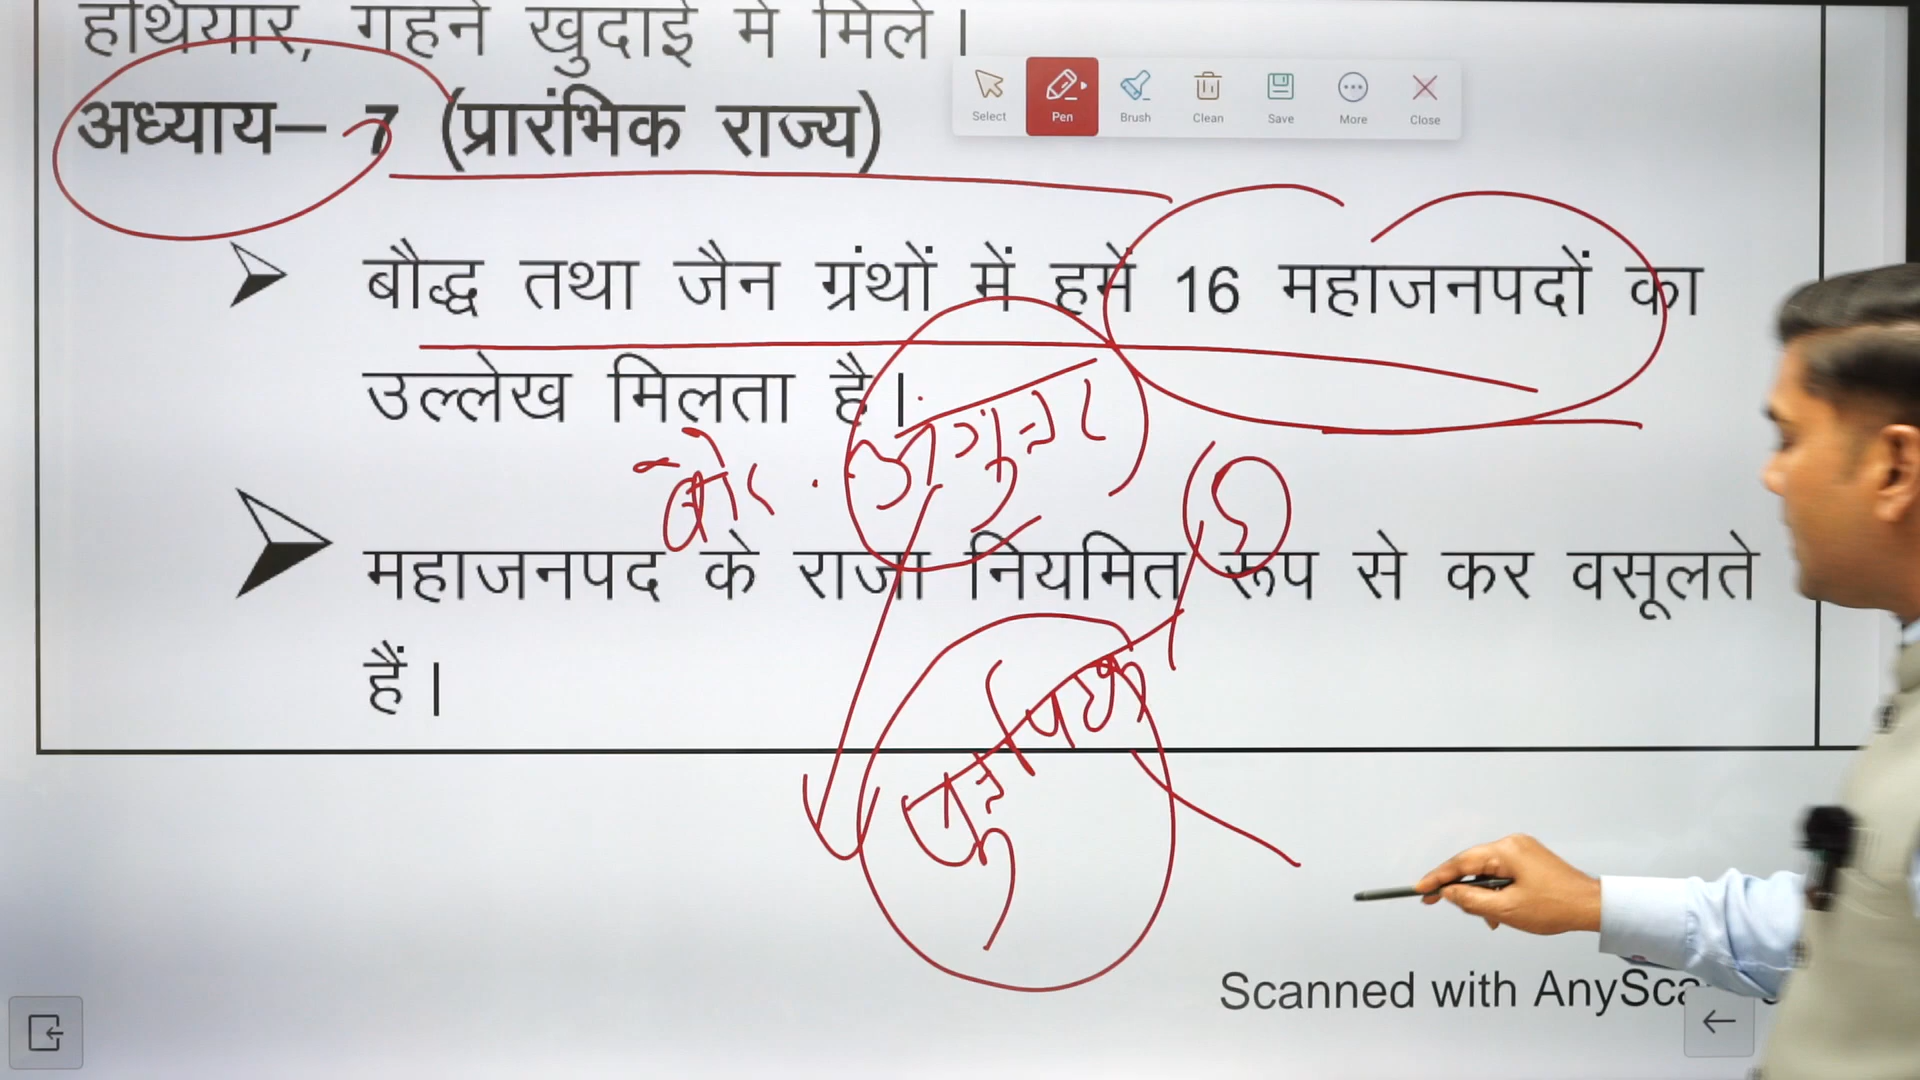 हथियार, गहने खुदाई में मिले।
अध्याय– 7 (प्रारंभिक राज्य)
Select Pen Brush Clean Save More Close
बौद्ध तथा जैन ग्रंथों में हमें 16 महाजनपदों का
उल्लेख मिलता है।
महाजनपद के राजा नियमित रूप से कर वसूलते
हैं।
Scanned with